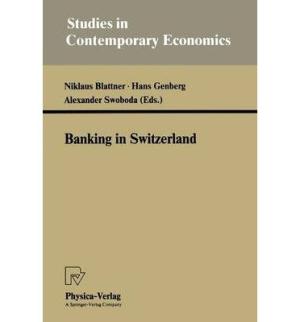 Studies in
Contemporary Economics
Niklaus Blattner · Hans Genberg
Alexander Swoboda (Eds.)
Banking in Switzerland
Physica-Verlag
A Springer-Verlag Company